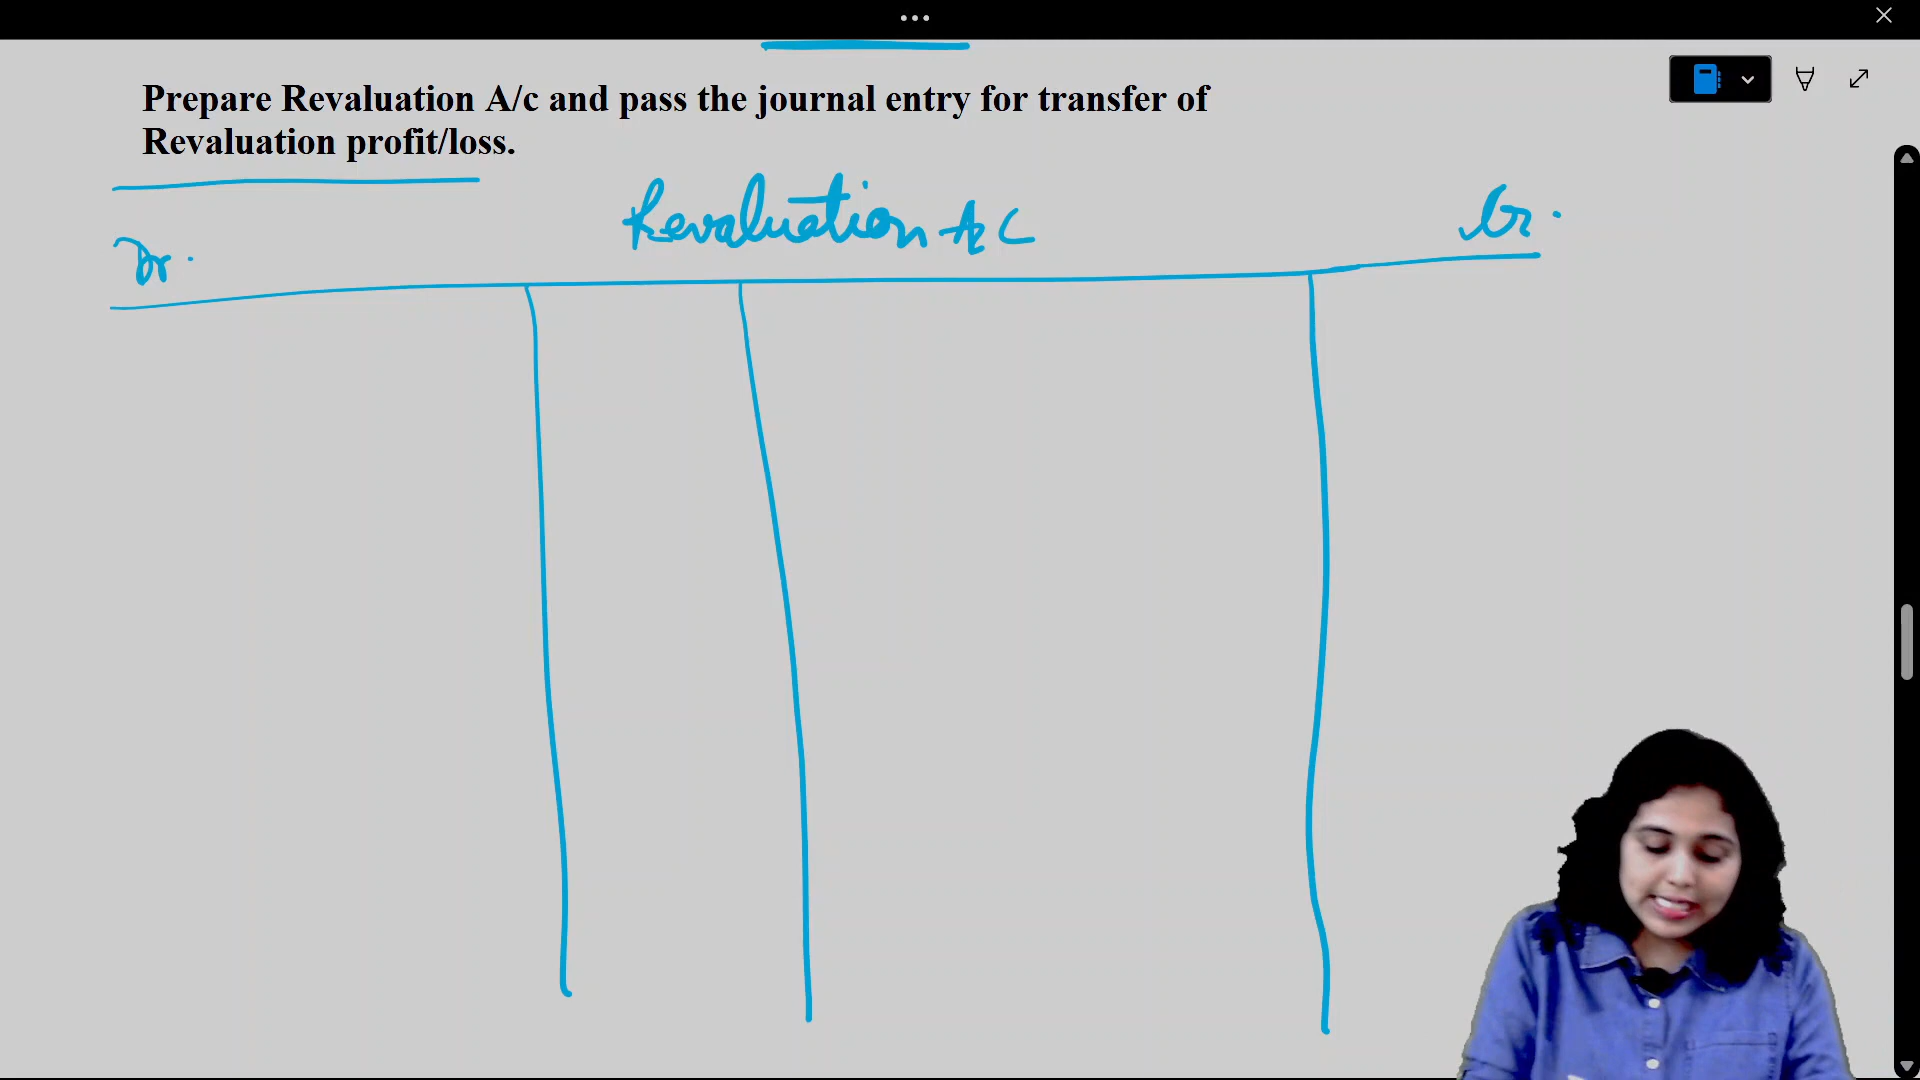 Prepare Revaluation A/c and pass the journal entry for transfer of
Revaluation profit/loss.
Revaluation A/c
Dr.
Cr.